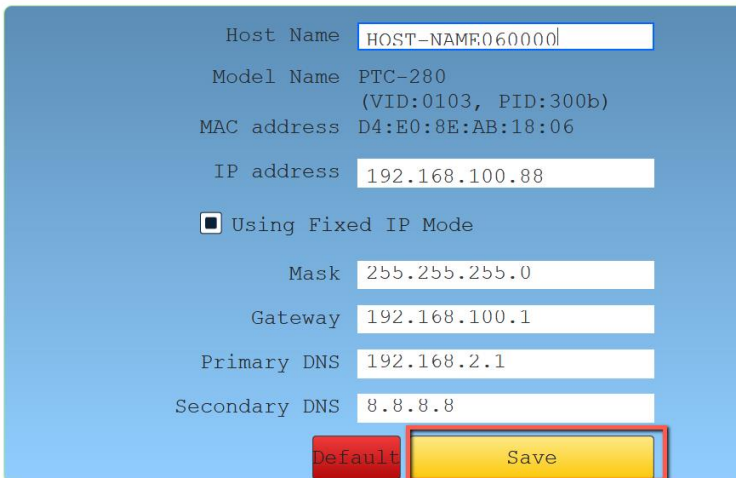 Host Name HOST-NAME060000
Model Name PTC-280
(VID:0103, PID:300b)
MAC address D4:E0:8E:AB:18:06
IP address 192.168.100.88
Using Fixed IP Mode
Mask 255.255.255.0
Gateway 192.168.100.1
Primary DNS 192.168.2.1
Secondary DNS 8.8.8.8
Default Save